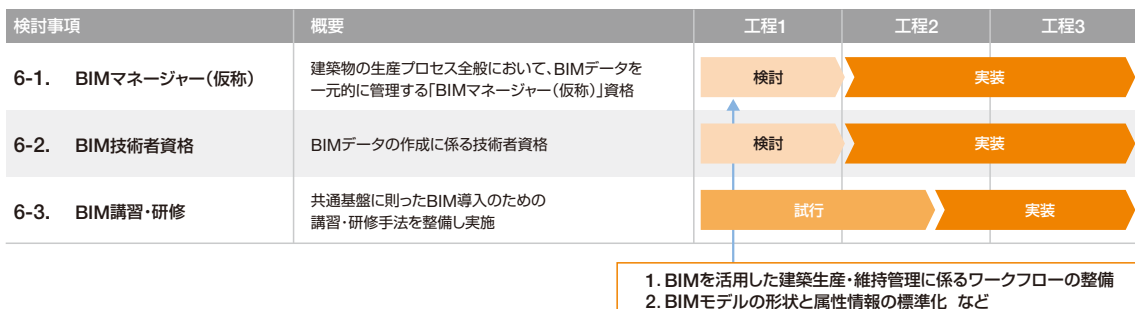 検討事項 概要 工程1 工程2 工程3
6-1. BIMマネージャー(仮称) 建築物の生産プロセス全般において、BIMデータを
一元的に管理する「BIMマネージャー(仮称)」資格 検討 実装
6-2. BIM技術者資格 BIMデータの作成に係る技術者資格 検討 実装
6-3. BIM講習・研修 共通基盤に則ったBIM導入のための
講習・研修手法を整備し実施 試行 実装
1. BIMを活用した建築生産・維持管理に係るワークフローの整備
2. BIMモデルの形状と属性情報の標準化 など